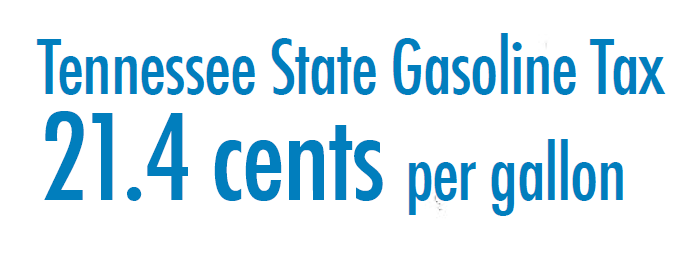 Tennessee State Gasoline Tax
21.4 cents per gallon